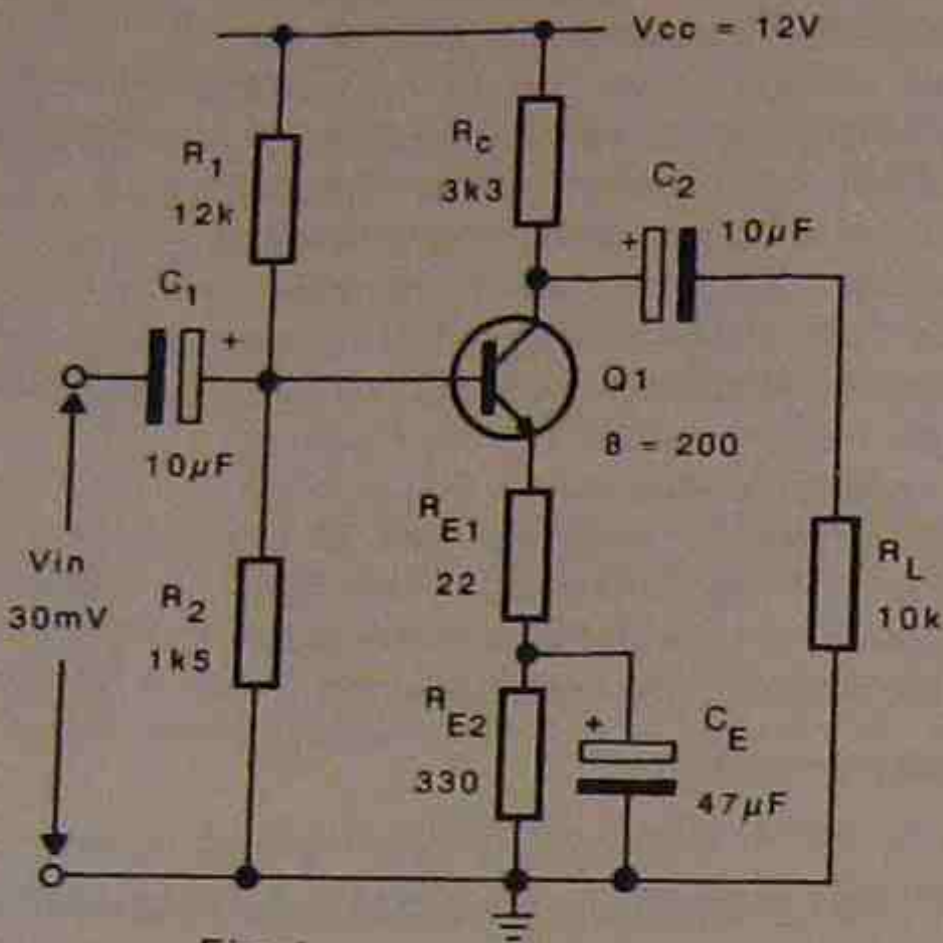 Vcc = 12V
R1
12k
Rc
3k3
C2
10µF
C1
10µF
Q1
B = 200
RE1
22
Vin
30mV
R2
1k5
RL
10k
RE2
330
CE
47µF